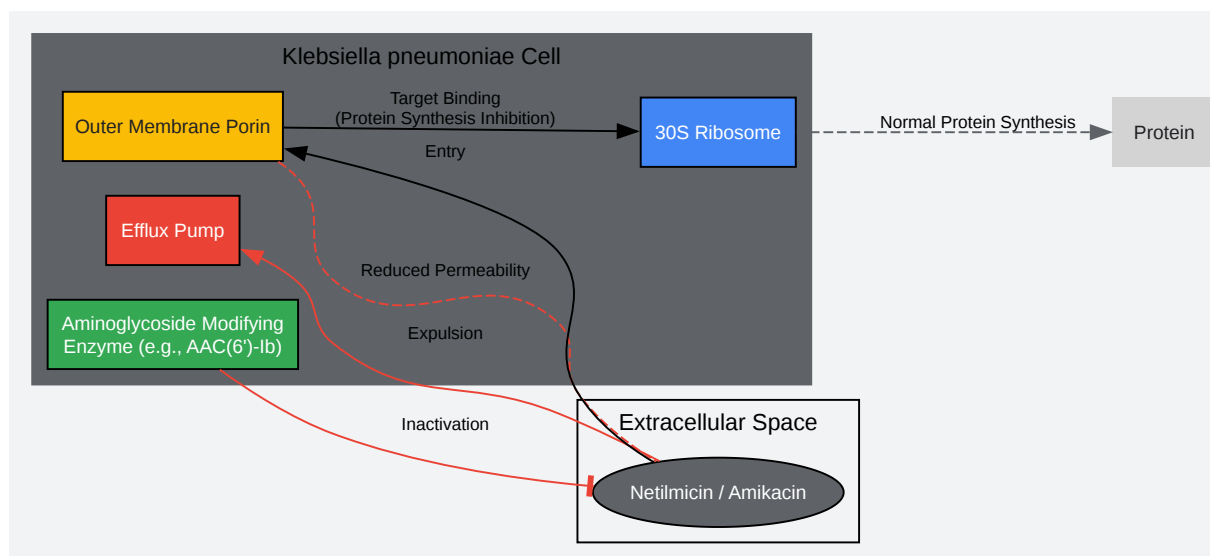 Klebsiella pneumoniae Cell
Outer Membrane Porin
Target Binding
(Protein Synthesis Inhibition)
30S Ribosome
Normal Protein Synthesis
Protein
Entry
Efflux Pump
Reduced Permeability
Expulsion
Aminoglycoside Modifying
Enzyme (e.g., AAC(6')-Ib)
Inactivation
Extracellular Space
Netilmicin / Amikacin